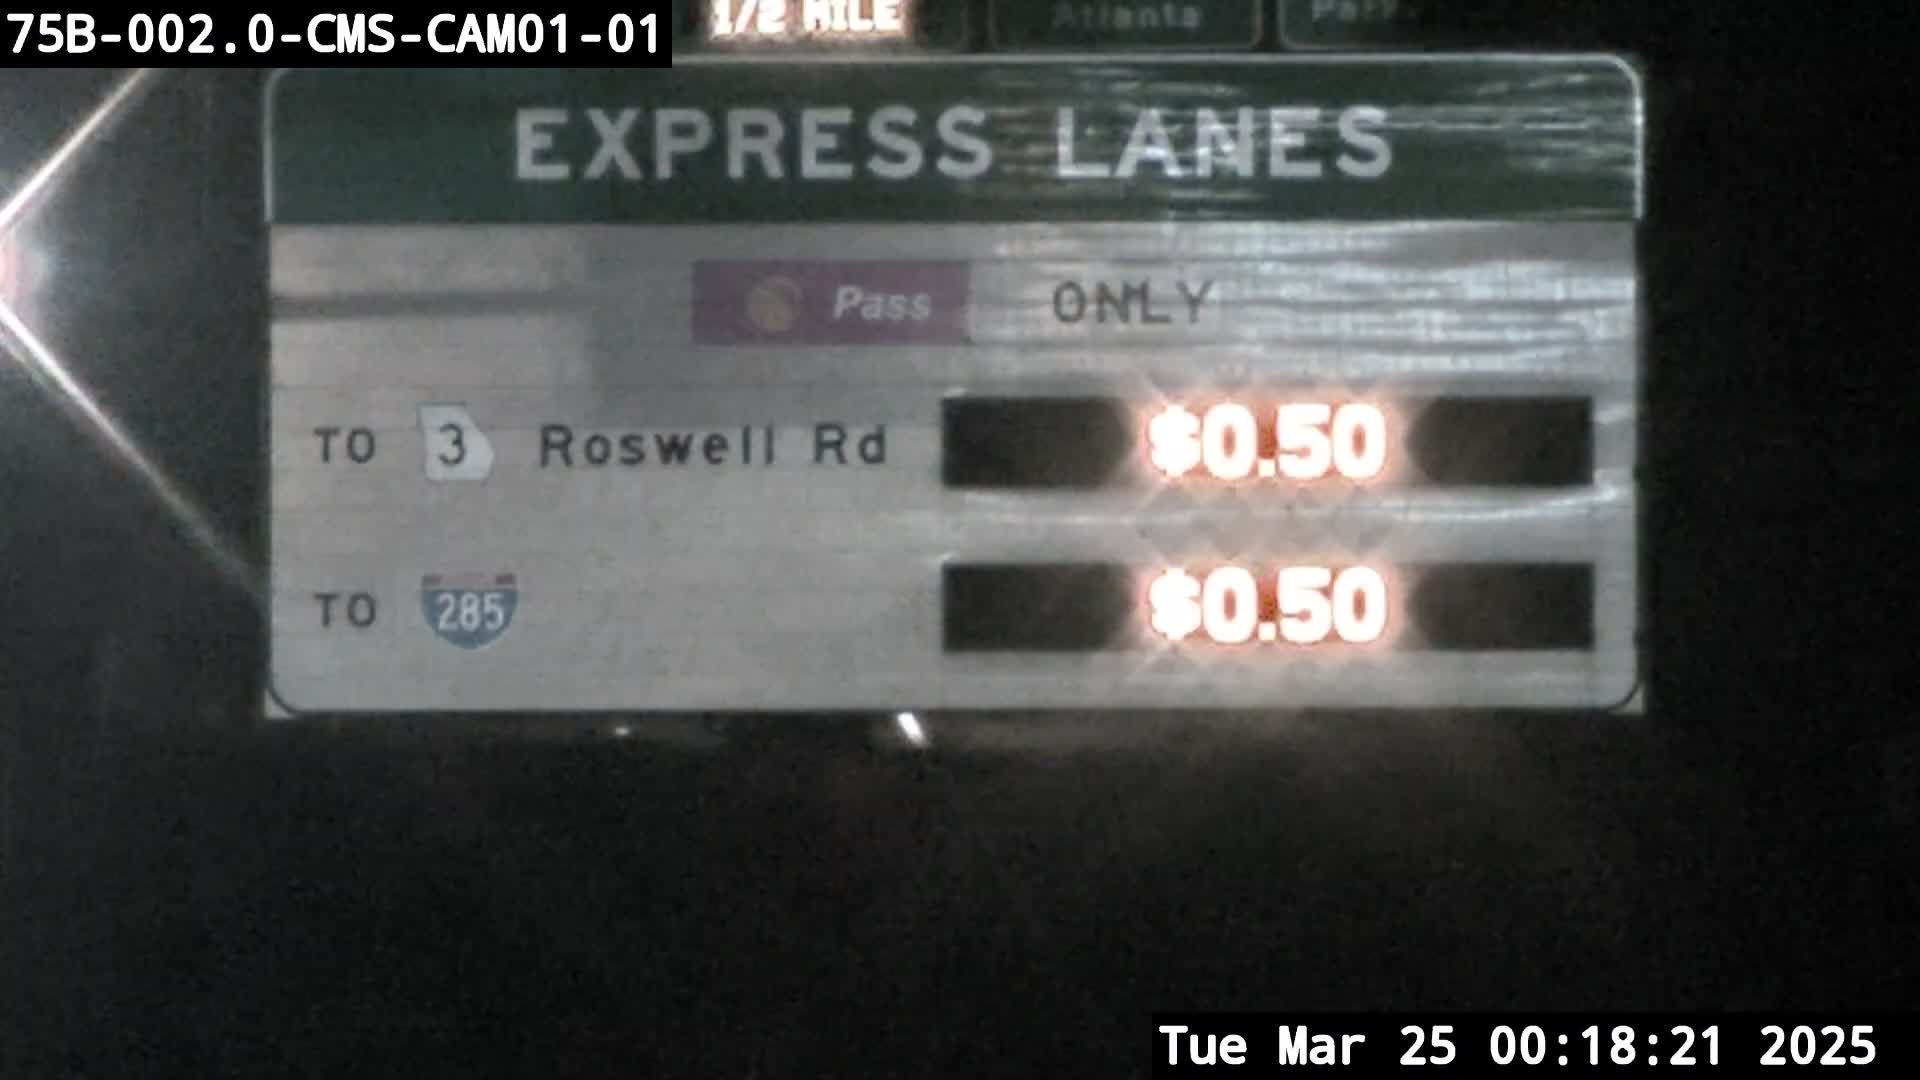 75B-002.0-CMS-CAM01-01
1/2 MILE
Atlanta
EXPRESS LANES
Pass ONLY
TO 3 Roswell Rd $0.50
TO 285 $0.50
Tue Mar 25 00:18:21 2025